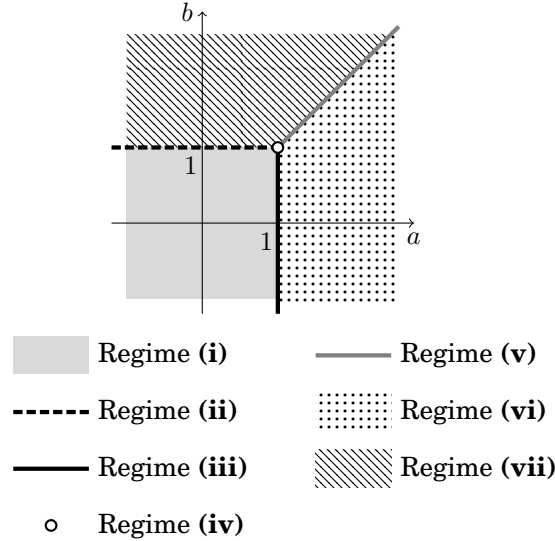 b
1
1
a
Regime (i) Regime (v)
Regime (ii) Regime (vi)
Regime (iii) Regime (vii)
Regime (iv)